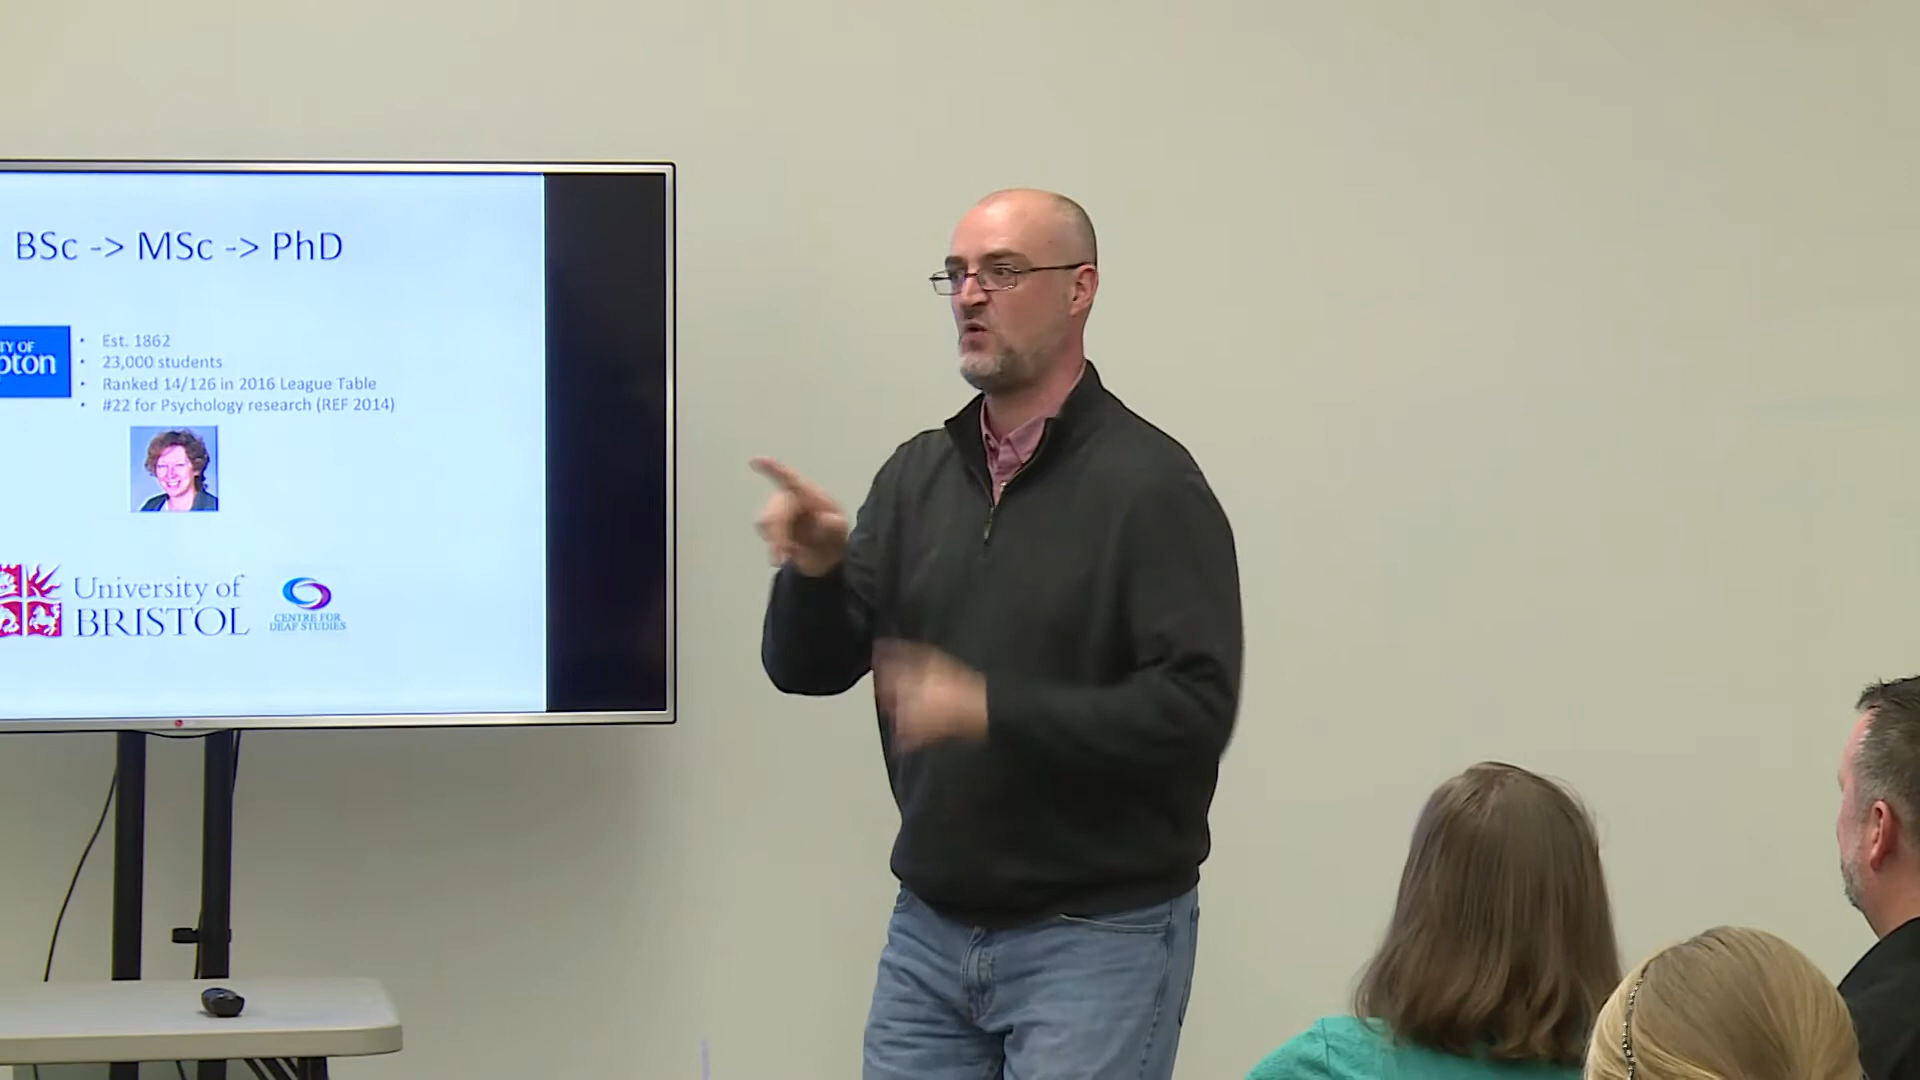 BSc -> MSc -> PhD
TY OF
pton
• Est. 1862
• 23,000 students
• Ranked 14/126 in 2016 League Table
• #22 for Psychology research (REF 2014)
University of
BRISTOL
CENTRE FOR
DEAF STUDIES